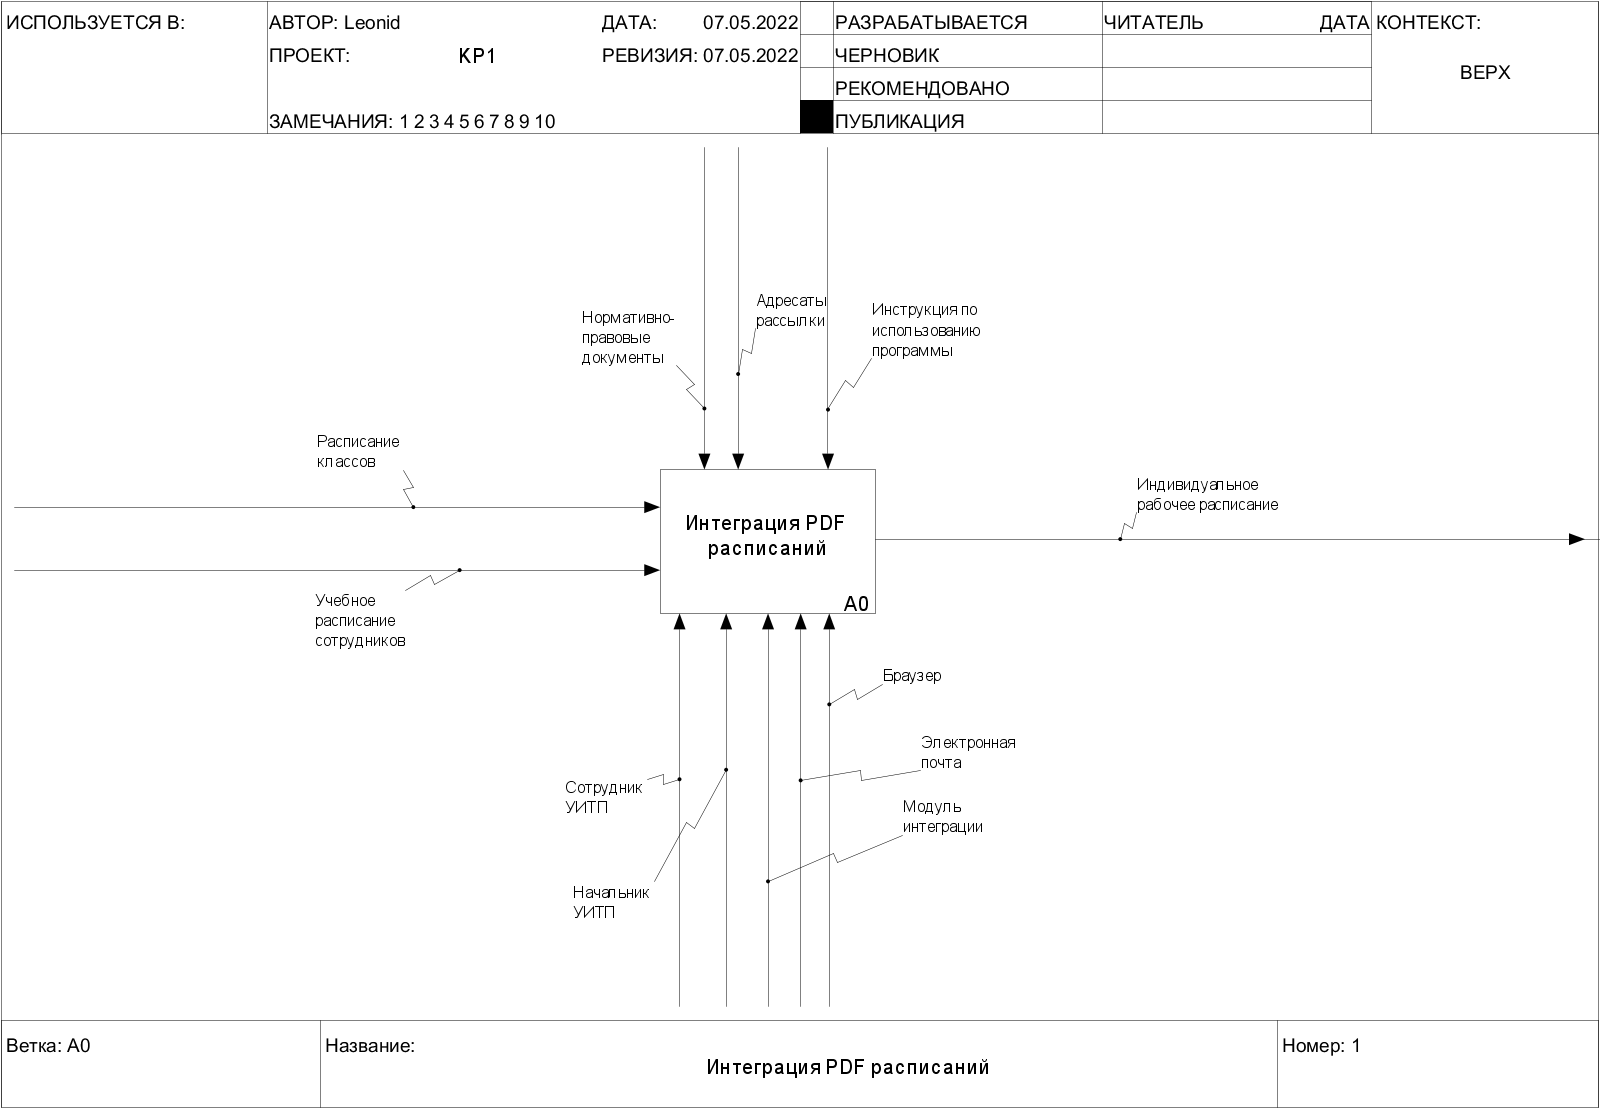 ИСПОЛЬЗУЕТСЯ В:
АВТОР: Leonid
ДАТА: 07.05.2022
ПРОЕКТ: KP1
РЕВИЗИЯ: 07.05.2022
ЗАМЕЧАНИЯ: 1 2 3 4 5 6 7 8 9 10
РАЗРАБАТЫВАЕТСЯ
ЧЕРНОВИК
РЕКОМЕНДОВАНО
ПУБЛИКАЦИЯ
ЧИТАТЕЛЬ
ДАТА
КОНТЕКСТ:
ВЕРХ
Нормативно-
правовые
документы
Адресаты
рассылки
Инструкция по
использованию
программы
Расписание
классов
Учебное
расписание
сотрудников
Интеграция PDF
расписаний
A0
Индивидуальное
рабочее расписание
Браузер
Электронная
почта
Модуль
интеграции
Сотрудник
УИТП
Начальник
УИТП
Ветка: A0
Название:
Интеграция PDF расписаний
Номер: 1